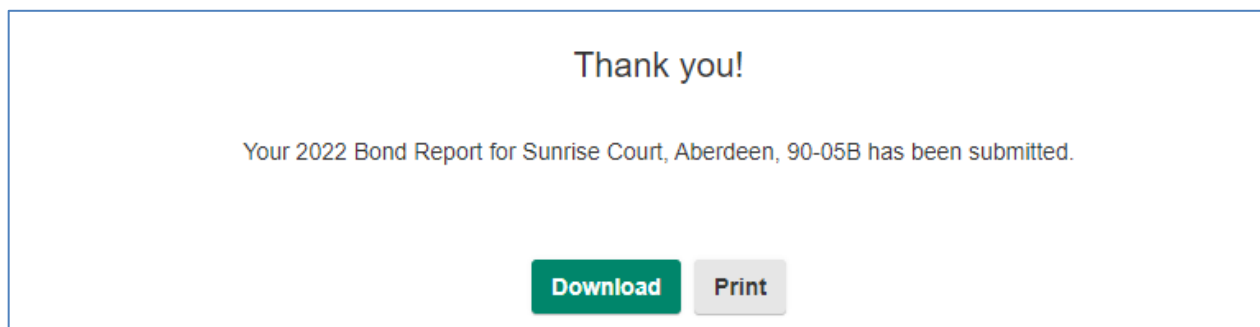 Thank you!
Your 2022 Bond Report for Sunrise Court, Aberdeen, 90-05B has been submitted.
Download Print